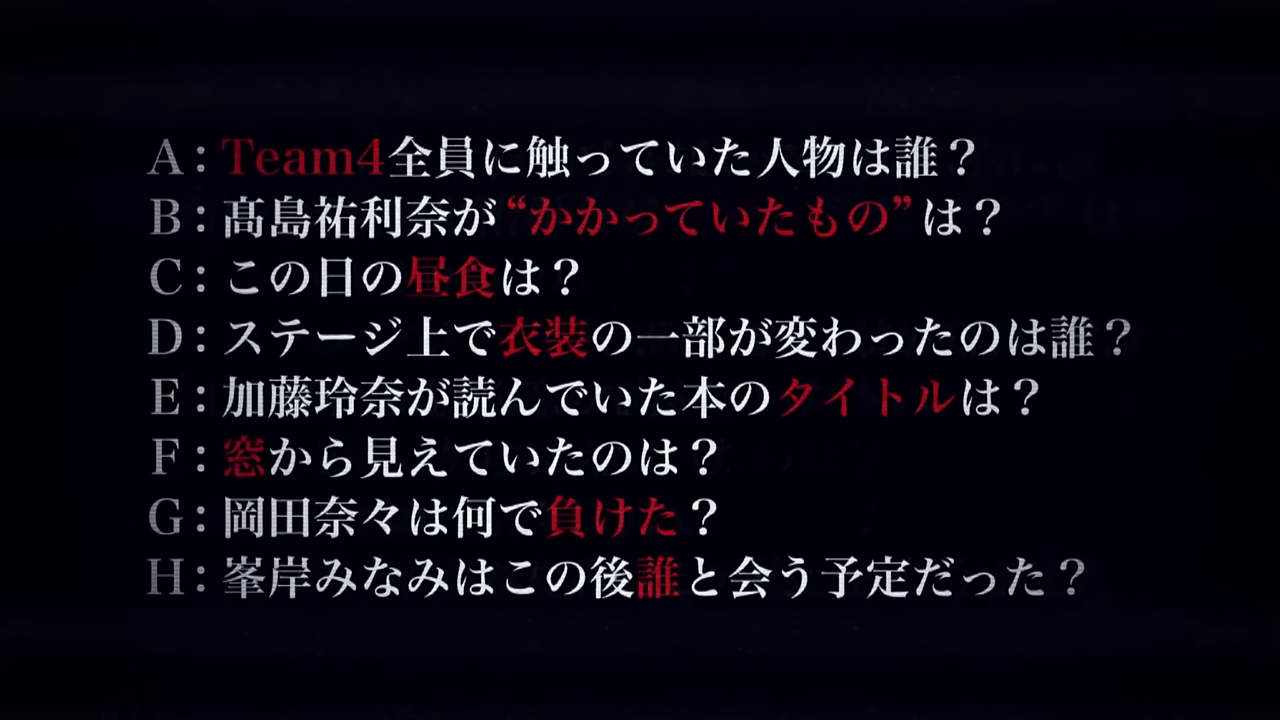 A：Team4全員に触っていた人物は誰？
B：髙島祐利奈が“かかっていたもの”は？
C：この日の昼食は？
D：ステージ上で衣装の一部が変わったのは誰？
E：加藤玲奈が読んでいた本のタイトルは？
F：窓から見えていたのは？
G：岡田奈々は何で負けた？
H：峯岸みなみはこの後誰と会う予定だった？